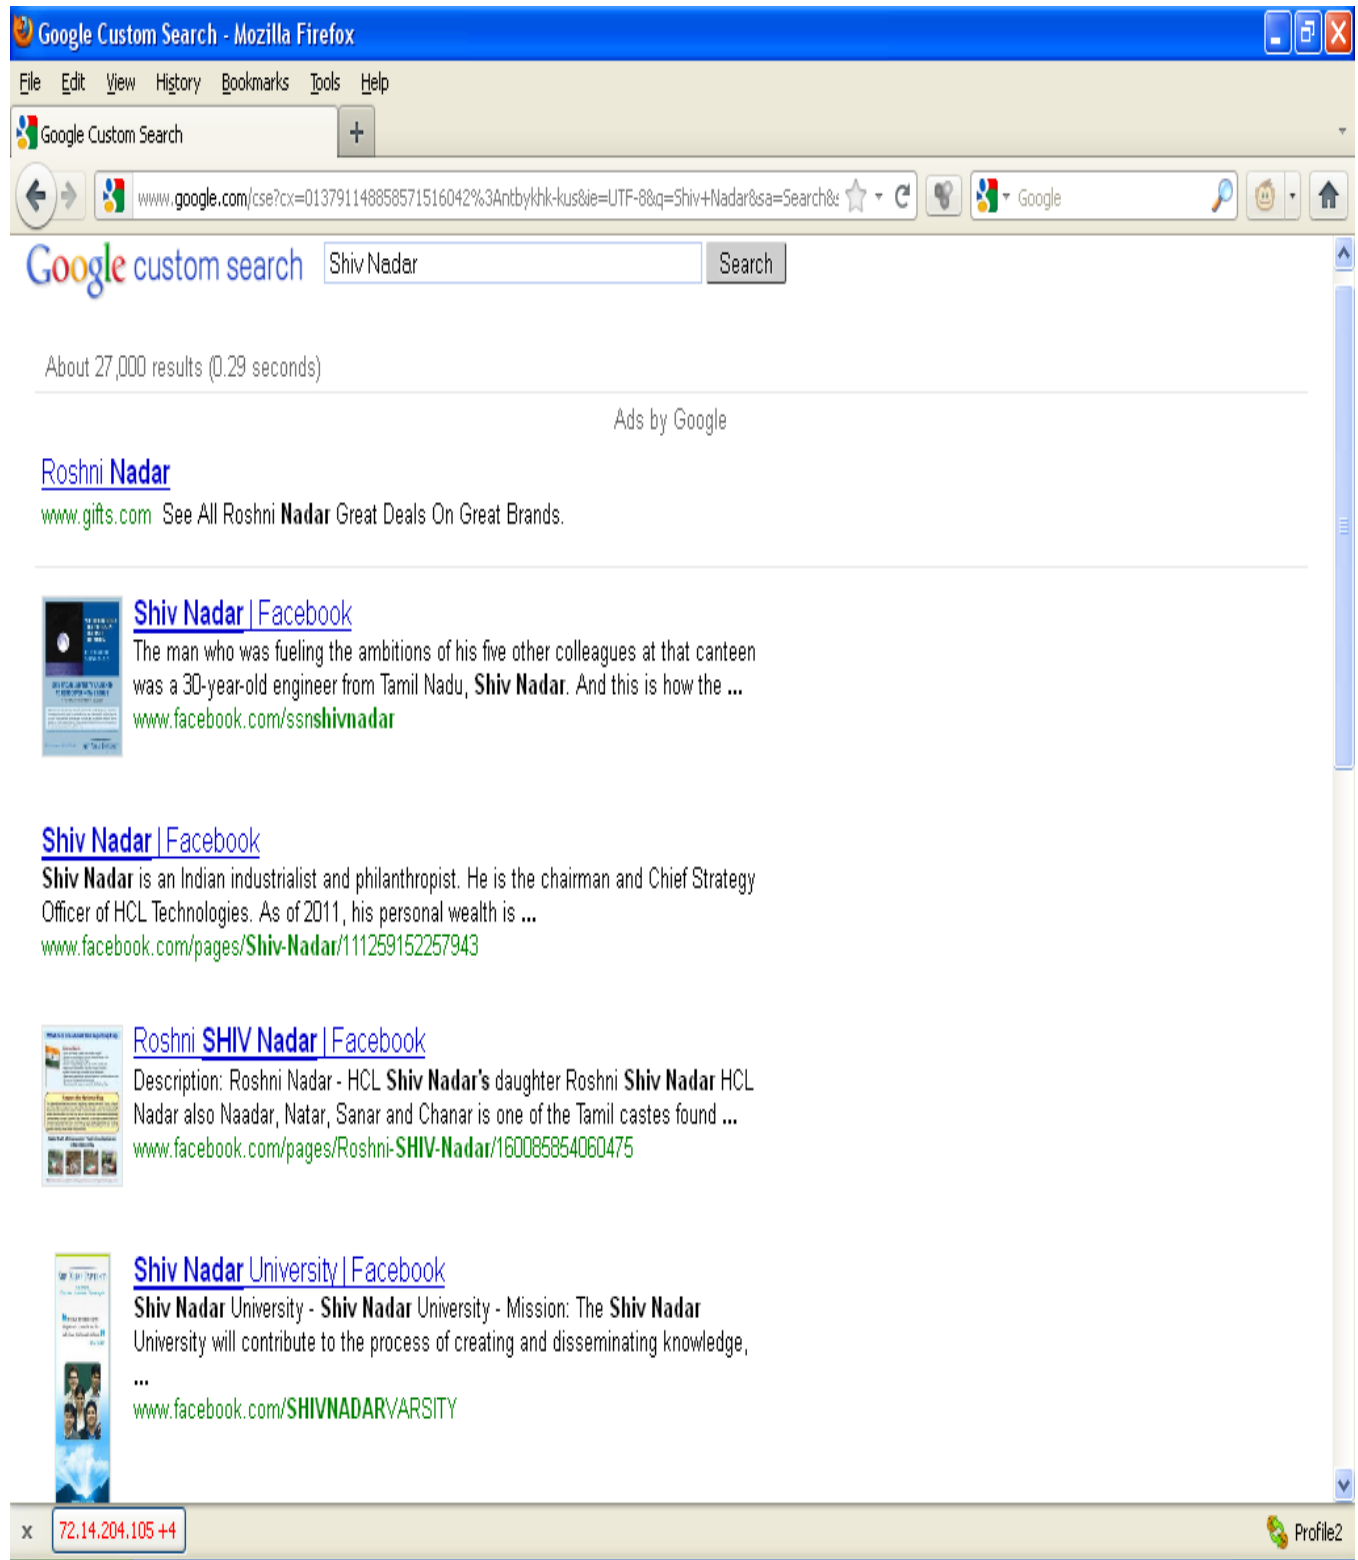 Google Custom Search - Mozilla Firefox
File Edit View History Bookmarks Tools Help
Google Custom Search +
www.google.com/cse?cx=013791148858571516042%3Antbykhk-kus&ie=UTF-8&q=Shiv+Nadar&sa=Search&s Google
Google custom search Shiv Nadar Search
About 27,000 results (0.29 seconds)
Ads by Google
Roshni Nadar
www.gifts.com See All Roshni Nadar Great Deals On Great Brands.
Shiv Nadar | Facebook
The man who was fueling the ambitions of his five other colleagues at that canteen
was a 30-year-old engineer from Tamil Nadu, Shiv Nadar. And this is how the ...
www.facebook.com/ssnshivnadar
Shiv Nadar | Facebook
Shiv Nadar is an Indian industrialist and philanthropist. He is the chairman and Chief Strategy
Officer of HCL Technologies. As of 2011, his personal wealth is ...
www.facebook.com/pages/Shiv-Nadar/111259152257943
Roshni SHIV Nadar | Facebook
Description: Roshni Nadar - HCL Shiv Nadar's daughter Roshni Shiv Nadar HCL
Nadar also Naadar, Natar, Sanar and Chanar is one of the Tamil castes found ...
www.facebook.com/pages/Roshni-SHIV-Nadar/160085854060475
Shiv Nadar University | Facebook
Shiv Nadar University - Shiv Nadar University - Mission: The Shiv Nadar
University will contribute to the process of creating and disseminating knowledge,
...
www.facebook.com/SHIVNADARVARSITY
x 72.14.204.105 +4 Profile2